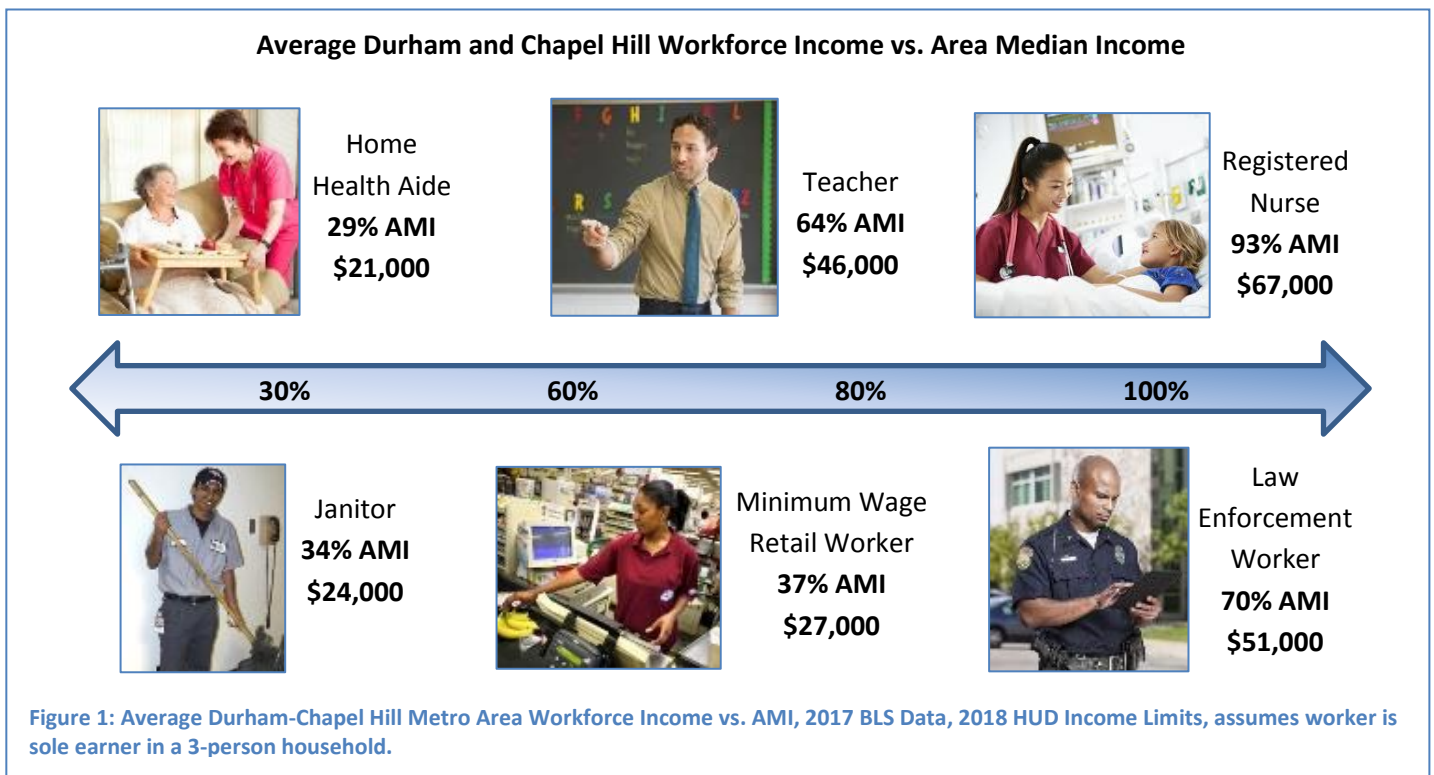 Average Durham and Chapel Hill Workforce Income vs. Area Median Income
Home
Health Aide
29% AMI
$21,000
Teacher
64% AMI
$46,000
Registered
Nurse
93% AMI
$67,000
30%
60%
80%
100%
Janitor
34% AMI
$24,000
Minimum Wage
Retail Worker
37% AMI
$27,000
Law
Enforcement
Worker
70% AMI
$51,000
Figure 1: Average Durham-Chapel Hill Metro Area Workforce Income vs. AMI, 2017 BLS Data, 2018 HUD Income Limits, assumes worker is
sole earner in a 3-person household.